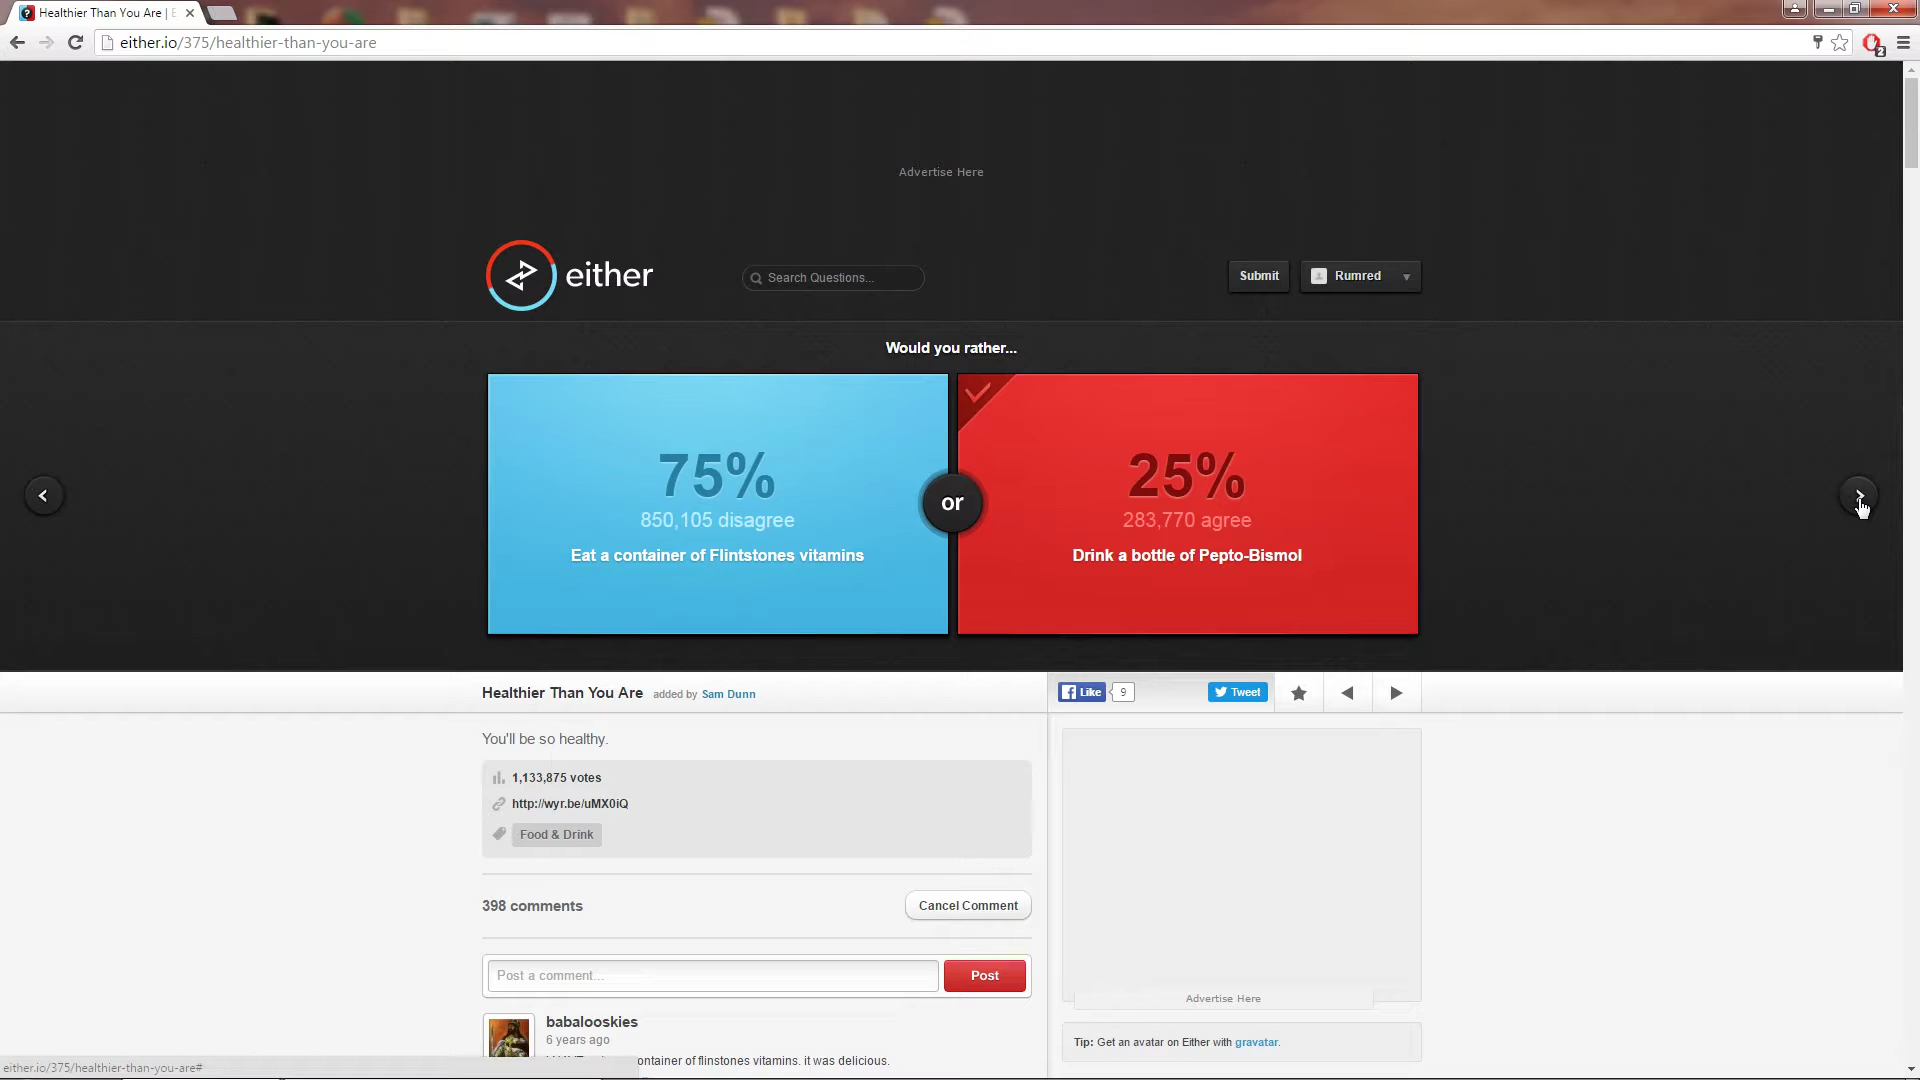 Healthier Than You Are | E
either.io/375/healthier-than-you-are
2
Advertise Here
either
Search Questions...
Submit
Rumred
Would you rather...
75%
850,105 disagree
Eat a container of Flintstones vitamins
or
25%
283,770 agree
Drink a bottle of Pepto-Bismol
Healthier Than You Are added by Sam Dunn
Like 9
Tweet
You'll be so healthy.
1,133,875 votes
http://wyr.be/uMX0iQ
Food & Drink
398 comments
Cancel Comment
Post a comment...
Post
Advertise Here
babalooskies
6 years ago
ontainer of flinstones vitamins. it was delicious.
Tip: Get an avatar on Either with gravatar.
either.io/375/healthier-than-you-are#